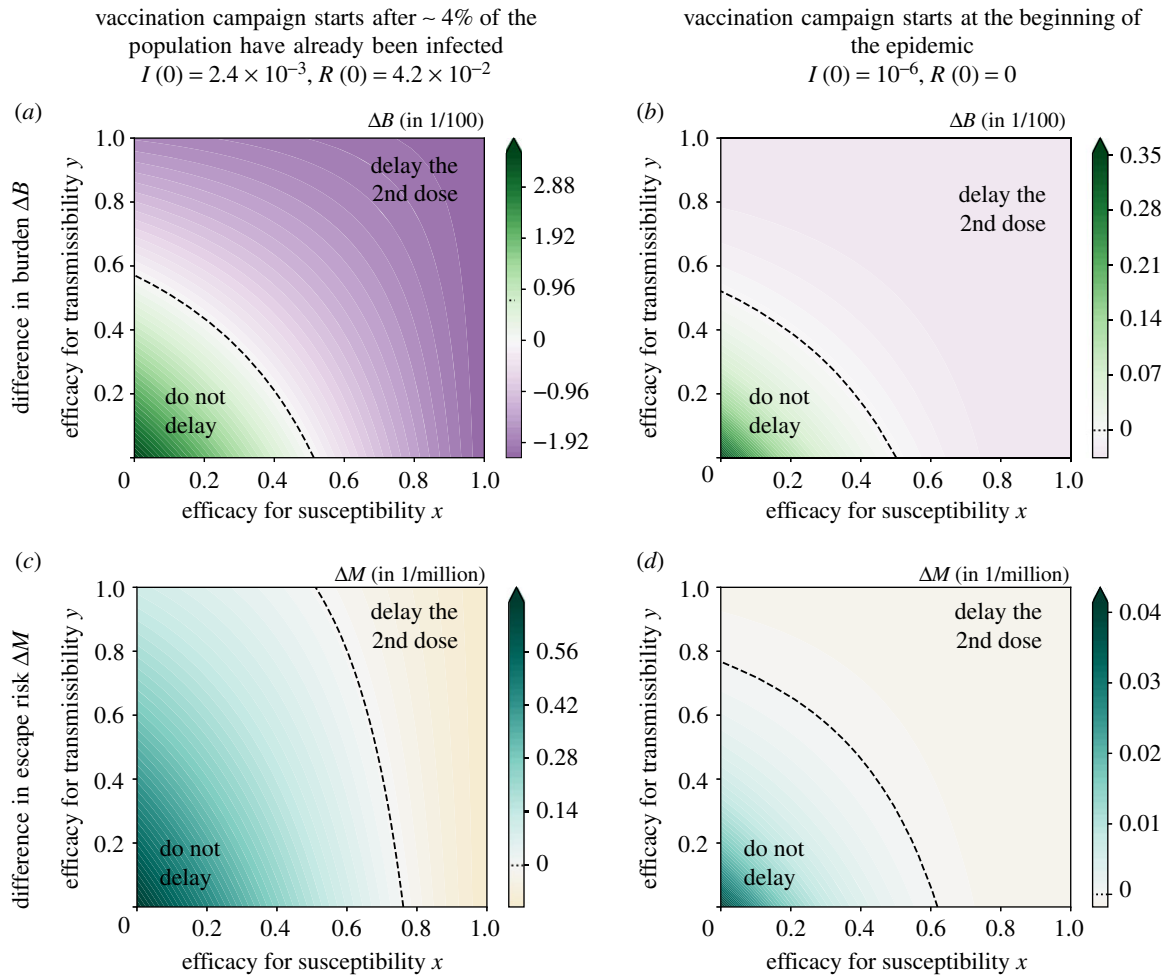 vaccination campaign starts after ~ 4% of the
population have already been infected
I (0) = 2.4 × 10⁻³, R (0) = 4.2 × 10⁻²
vaccination campaign starts at the beginning of
the epidemic
I (0) = 10⁻⁶, R (0) = 0
(a)
ΔB (in 1/100)
difference in burden ΔB
efficacy for transmissibility y
1.0
0.8
0.6
0.4
0.2
0
0.2
0.4
0.6
0.8
1.0
efficacy for susceptibility x
delay the
2nd dose
do not
delay
2.88
1.92
0.96
0
−0.96
−1.92
(b)
ΔB (in 1/100)
efficacy for transmissibility y
1.0
0.8
0.6
0.4
0.2
0
0.2
0.4
0.6
0.8
1.0
efficacy for susceptibility x
delay the
2nd dose
do not
delay
0.35
0.28
0.21
0.14
0.07
0
(c)
ΔM (in 1/million)
difference in escape risk ΔM
efficacy for transmissibility y
1.0
0.8
0.6
0.4
0.2
0
0.2
0.4
0.6
0.8
1.0
efficacy for susceptibility x
delay the
2nd dose
do not
delay
0.56
0.42
0.28
0.14
0
(d)
ΔM (in 1/million)
efficacy for transmissibility y
1.0
0.8
0.6
0.4
0.2
0
0.2
0.4
0.6
0.8
1.0
efficacy for susceptibility x
delay the
2nd dose
do not
delay
0.04
0.03
0.02
0.01
0